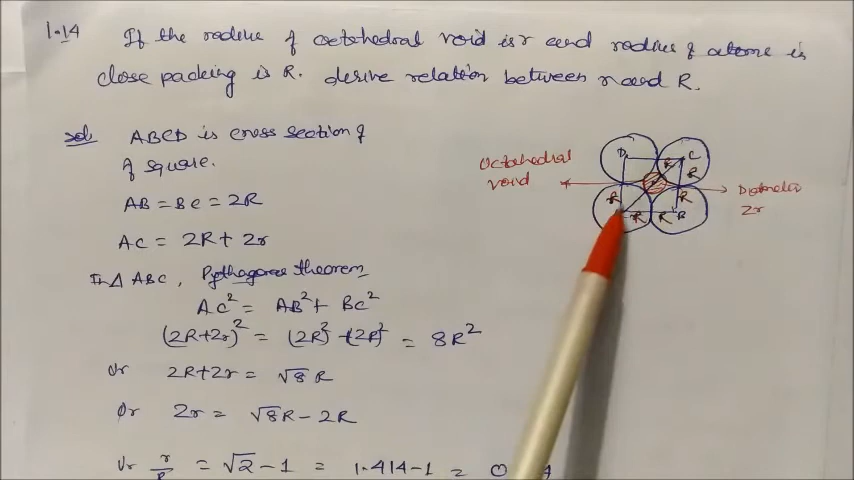 1.14 If the radius of octahedral void is r and radius of atoms is
close packing is R. derive relation between r and R.
Sol ABCD is cross section of
of square.
AB = BC = 2R
AC = 2R + 2r
In Δ ABC, Pythagoras theorem
AC² = AB² + BC²
(2R+2r)² = (2R)² + (2R)² = 8R²
Or 2R+2r = √8 R
Or 2r = √8R - 2R
Or r/R = √2 - 1 = 1.414-1 =
Octahedral
void
D
C
R
R
R
R
R
R
B
Diameter
2r